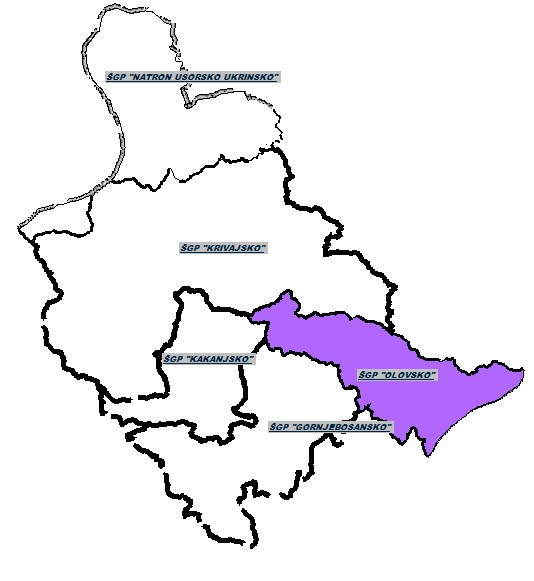 ŠGP "NATRON USORSKO UKRINSKO"
ŠGP "KRIVAJSKO"
ŠGP "KAKANJSKO"
ŠGP "OLOVSKO"
ŠGP "GORNJEBOSANSKO"